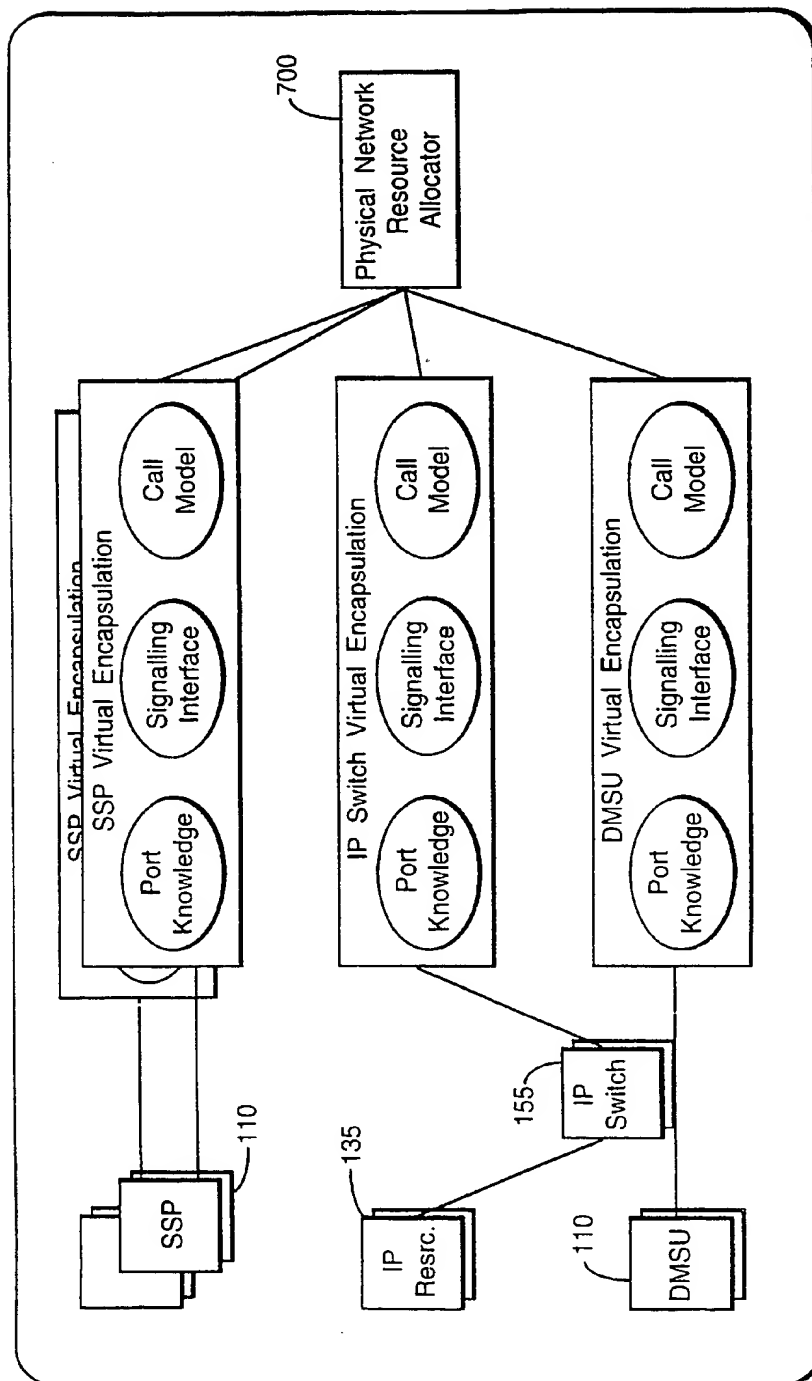 700
Physical Network
Resource
Allocator
SSP Virtual Encapsulation
SSP Virtual Encapsulation
Port
Knowledge
Signalling
Interface
Call
Model
IP Switch Virtual Encapsulation
Port
Knowledge
Signalling
Interface
Call
Model
DMSU Virtual Encapsulation
Port
Knowledge
Signalling
Interface
Call
Model
SSP
110
135
IP
Resrc.
155
IP
Switch
110
DMSU